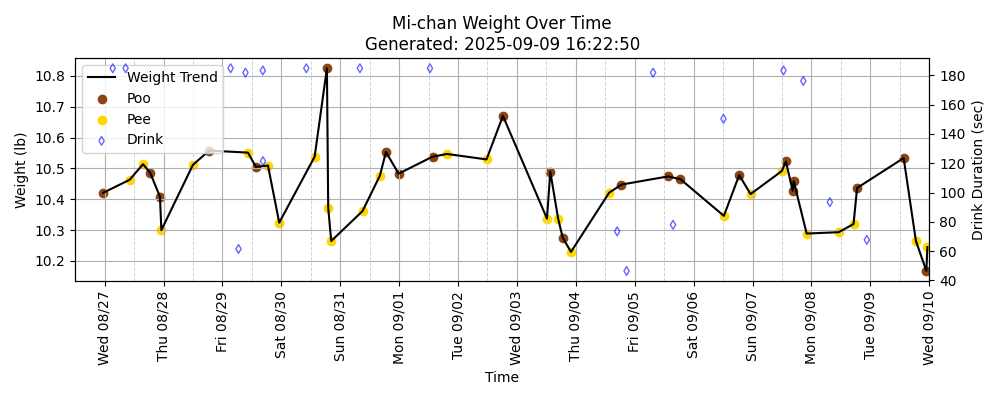 Mi-chan Weight Over Time
Generated: 2025-09-09 16:22:50
Weight (lb)
10.8
10.7
10.6
10.5
10.4
10.3
10.2
Weight Trend
Poo
Pee
Drink
180
160
140
120
100
80
60
40
Drink Duration (sec)
Wed 08/27
Thu 08/28
Fri 08/29
Sat 08/30
Sun 08/31
Mon 09/01
Tue 09/02
Wed 09/03
Thu 09/04
Fri 09/05
Sat 09/06
Sun 09/07
Mon 09/08
Tue 09/09
Wed 09/10
Time